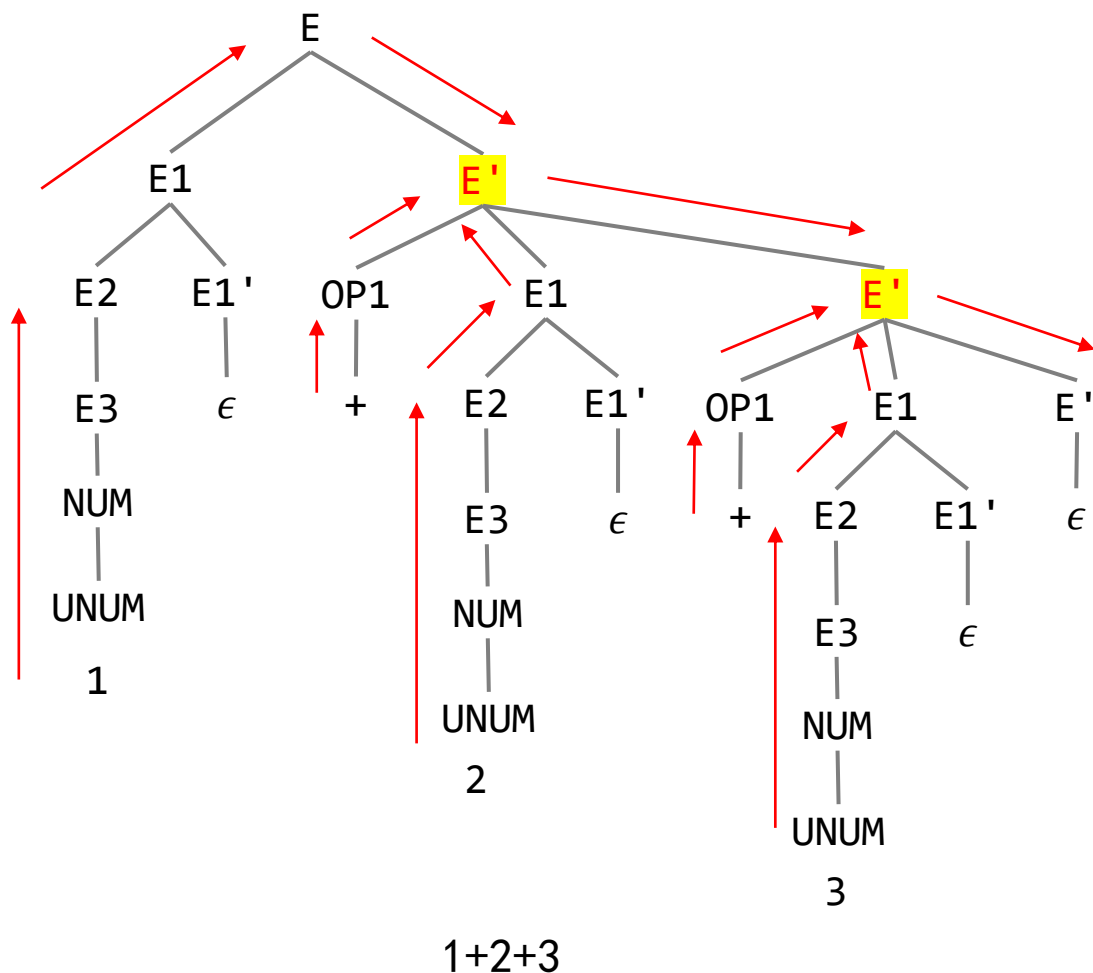 E
E1 E'
E2 E1' OP1 E1 E'
E3 ϵ + E2 E1' OP1 E1 E'
NUM E3 ϵ + E2 E1' ϵ
UNUM NUM E3 ϵ
1 UNUM NUM
2 UNUM
3
1+2+3